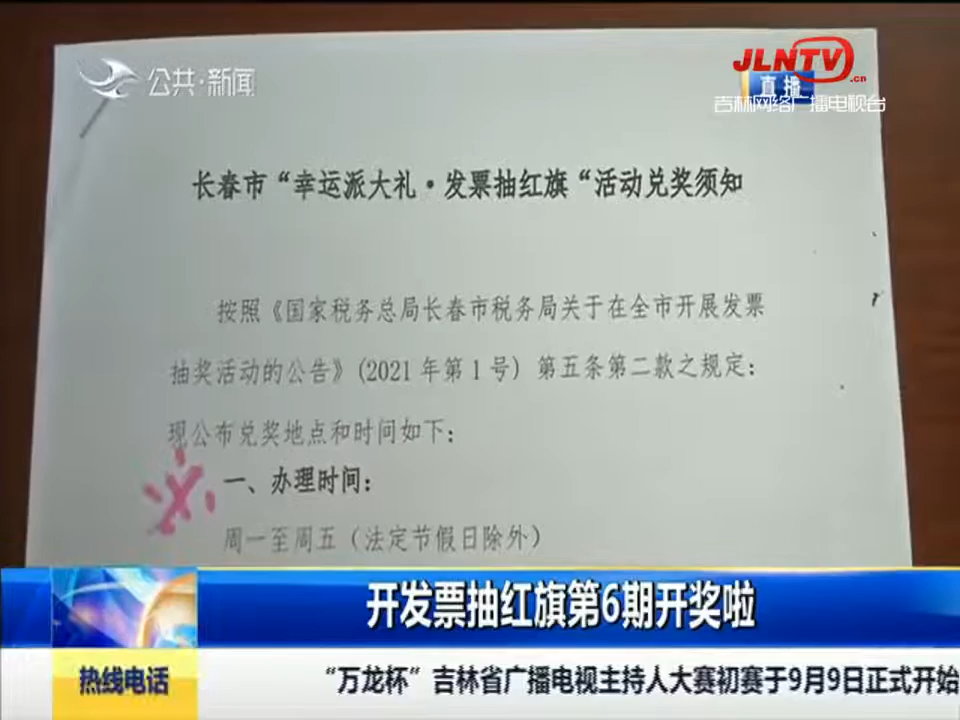 公共·新闻
JLNTV.cn
直播
吉林网络广播电视台
长春市“幸运派大礼·发票抽红旗“活动兑奖须知
按照《国家税务总局长春市税务局关于在全市开展发票
抽奖活动的公告》(2021年第1号）第五条第二款之规定：
现公布兑奖地点和时间如下：
一、办理时间：
周一至周五（法定节假日除外）
开发票抽红旗第6期开奖啦
热线电话
“万龙杯”吉林省广播电视主持人大赛初赛于9月9日正式开始